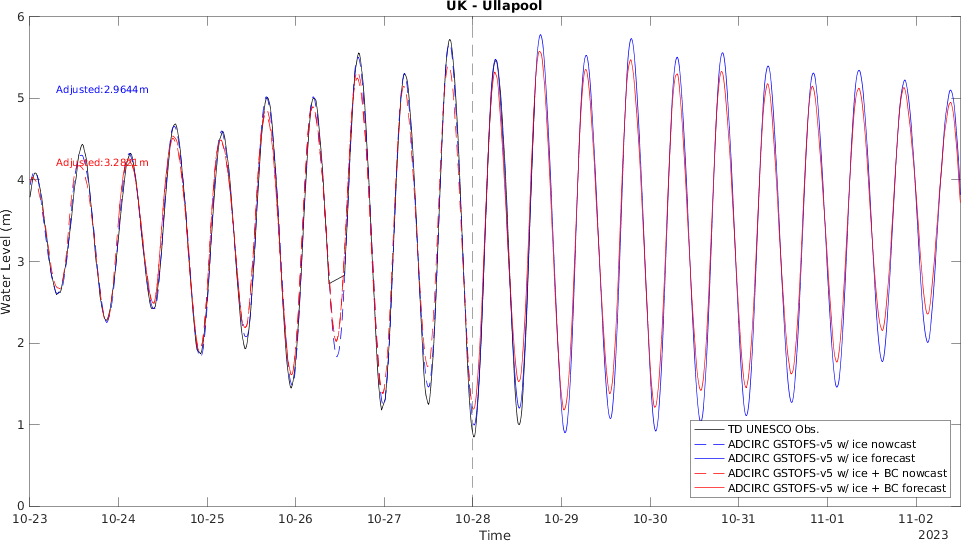 UK - Ullapool
6
5
4
3
2
1
0
Water Level (m)
Adjusted:2.9644m
Adjusted:3.2821m
TD UNESCO Obs.
ADCIRC GSTOFS-v5 w/ ice nowcast
ADCIRC GSTOFS-v5 w/ ice forecast
ADCIRC GSTOFS-v5 w/ ice + BC nowcast
ADCIRC GSTOFS-v5 w/ ice + BC forecast
10-23 10-24 10-25 10-26 10-27 10-28 10-29 10-30 10-31 11-01 11-02
Time
2023